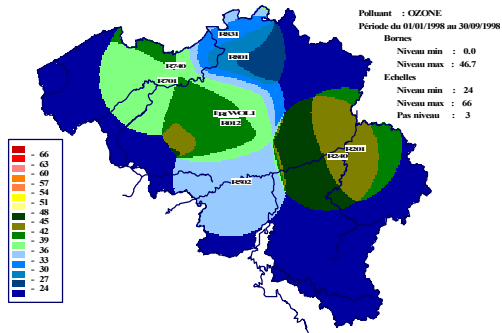 Polluant : OZONE
Période du 01/01/1998 au 30/09/1998
Bornes
Niveau min : 0.0
Niveau max : 46.7
Echelles
Niveau min : 24
Niveau max : 66
Pas niveau : 3
R831
R801
R740
R701
R012
R201
R240
R502
- 66
- 63
- 60
- 57
- 54
- 51
- 48
- 45
- 42
- 39
- 36
- 33
- 30
- 27
- 24